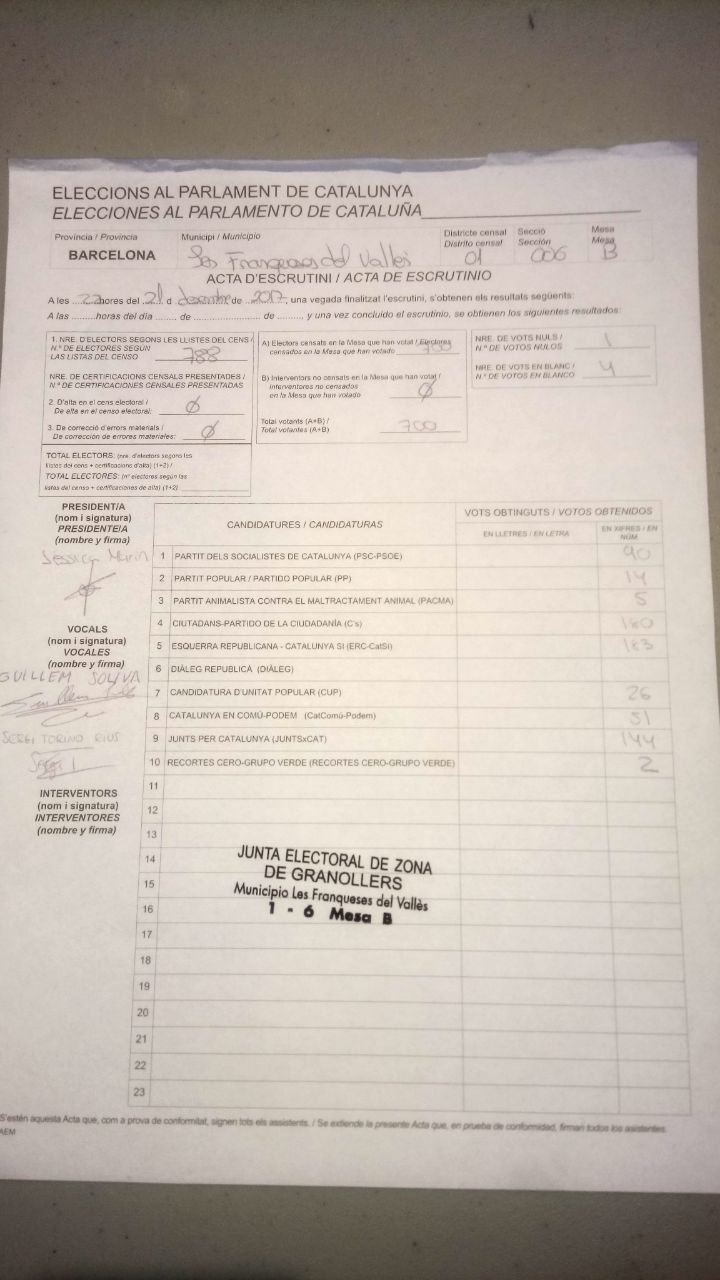 ELECCIONS AL PARLAMENT DE CATALUNYA
ELECCIONES AL PARLAMENTO DE CATALUÑA
Provincia / Provincia
Municipi / Municipio
Districte censal
Distrito censal
Secció
Sección
Mesa
Mesa
BARCELONA
Les Franqueses del Vallès
01
006
B
ACTA D'ESCRUTINI / ACTA DE ESCRUTINIO
A les 22 hores del 21 d desembre de 2017, una vegada finalitzat l'escrutini, s'obtenen els resultats següents:
A las ......horas del día ...... de ............ de ........, y una vez concluido el escrutinio, se obtienen los siguientes resultados:
1. NRE. D'ELECTORS SEGONS LES LLISTES DEL CENS /
N.º DE ELECTORES SEGÚN
LAS LISTAS DEL CENSO 788
NRE. DE CERTIFICACIONS CENSALS PRESENTADES /
N.º DE CERTIFICACIONES CENSALES PRESENTADAS
2. D'alta en el cens electoral /
De alta en el censo electoral: Ø
3. De correcció d'errors materials /
De corrección de errores materiales: Ø
TOTAL ELECTORS: (nre. d'electors segons les
llistes del cens + certificacions d'alta) (1+2) /
TOTAL ELECTORES: (nº electores según las
listas del censo + certificaciones de alta) (1+2)
A) Electors censats en la Mesa que han votat / Electores
censados en la Mesa que han votado 700
B) Interventors no censats en la Mesa que han votat /
Interventores no censados
en la Mesa que han votado Ø
Total votants (A+B) /
Total votantes (A+B) 700
NRE. DE VOTS NULS /
N.º DE VOTOS NULOS 1
NRE. DE VOTS EN BLANC /
N.º DE VOTOS EN BLANCO 4
PRESIDENT/A
(nom i signatura)
PRESIDENTE/A
(nombre y firma)
Jessica Marín
VOCALS
(nom i signatura)
VOCALES
(nombre y firma)
GUILLEM SOLIVA
SERGI TORINO RIUS
INTERVENTORS
(nom i signatura)
INTERVENTORES
(nombre y firma)
CANDIDATURES / CANDIDATURAS
VOTS OBTINGUTS / VOTOS OBTENIDOS
EN LLETRES / EN LETRA
EN XIFRES / EN
NÚM.
1 PARTIT DELS SOCIALISTES DE CATALUNYA (PSC-PSOE) 90
2 PARTIT POPULAR / PARTIDO POPULAR (PP) 14
3 PARTIT ANIMALISTA CONTRA EL MALTRACTAMENT ANIMAL (PACMA) 5
4 CIUTADANS-PARTIDO DE LA CIUDADANÍA (C's) 180
5 ESQUERRA REPUBLICANA - CATALUNYA SÍ (ERC-CatSí) 183
6 DIÀLEG REPUBLICÀ (DIÀLEG)
7 CANDIDATURA D'UNITAT POPULAR (CUP) 26
8 CATALUNYA EN COMÚ-PODEM (CatComú-Podem) 51
9 JUNTS PER CATALUNYA (JUNTSxCAT) 144
10 RECORTES CERO-GRUPO VERDE (RECORTES CERO-GRUPO VERDE) 2
11
12
13
14
15
16
17
18
19
20
21
22
23
JUNTA ELECTORAL DE ZONA
DE GRANOLLERS
Municipio Les Franqueses del Vallès
1 - 6 Mesa B
S'estén aquesta Acta que, com a prova de conformitat, signen tots els assistents. / Se extiende la presente Acta que, en prueba de conformidad, firman todos los asistentes.
AEM